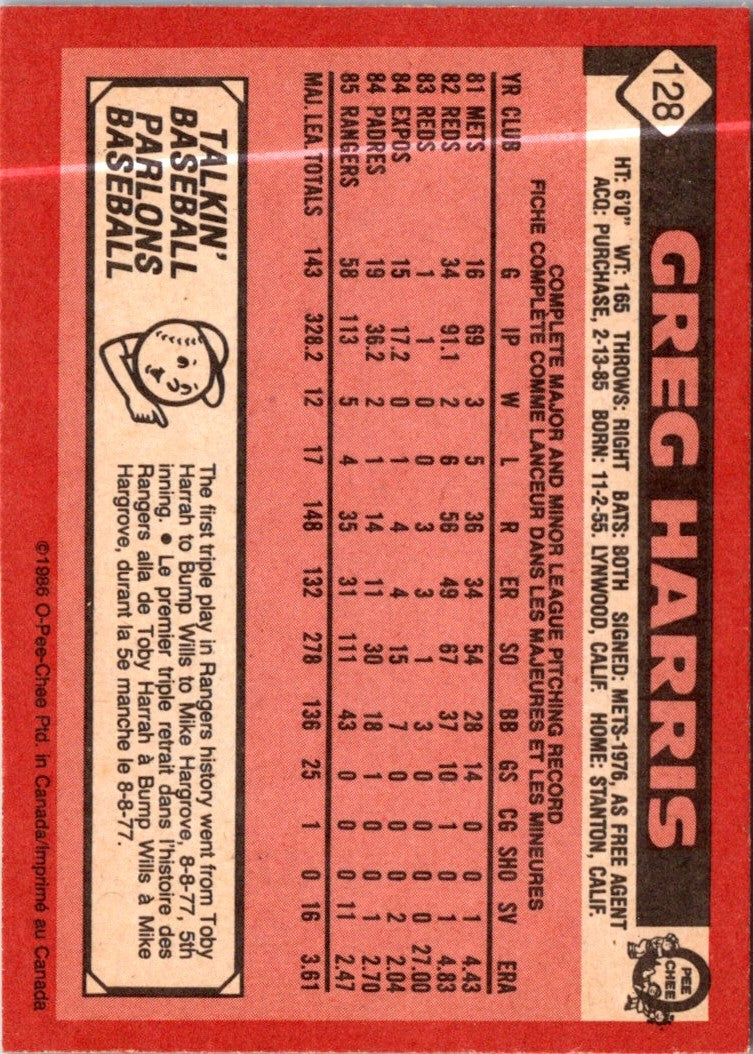 128
GREG HARRIS
HT: 6'0" WT: 165 THROWS: RIGHT BATS: BOTH SIGNED: METS-1976, AS FREE AGENT
ACQ: PURCHASE, 2-13-85 BORN: 11-2-55, LYNWOOD, CALIF. HOME: STANTON, CALIF.
O PEE CHEE
COMPLETE MAJOR AND MINOR LEAGUE PITCHING RECORD
FICHE COMPLÈTE COMME LANCEUR DANS LES MAJEURES ET LES MINEURES
YR CLUB G IP W L R ER SO BB GS CG SHO SV ERA
81 METS 16 69 3 5 36 34 54 28 14 0 0 1 4.43
82 REDS 34 91.1 2 6 56 49 67 37 10 1 0 1 4.83
83 REDS 1 1 0 0 3 3 1 3 0 0 0 0 27.00
84 EXPOS 15 17.2 0 1 4 4 15 7 0 0 0 2 2.04
84 PADRES 19 36.2 2 1 14 11 30 18 1 0 0 1 2.70
85 RANGERS 58 113 5 4 35 31 111 43 0 0 0 11 2.47
MAJ. LEA. TOTALS 143 328.2 12 17 148 132 278 136 25 1 0 16 3.61
TALKIN'
BASEBALL
PARLONS
BASEBALL
The first triple play in Rangers history went from Toby
Harrah to Bump Wills to Mike Hargrove, 8-8-77, 5th
inning. ● Le premier triple retrait dans l'histoire des
Rangers alla de Toby Harrah à Bump Wills à Mike
Hargrove, durant la 5e manche le 8-8-77.
©1986 O-Pee-Chee Ptd. in Canada/Imprimé au Canada